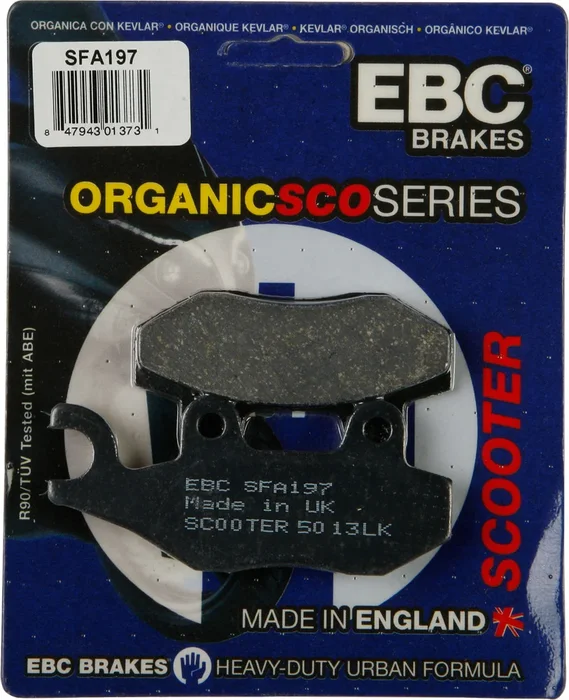 ORGANICA CON KEVLAR® • ORGANIQUE KEVLAR® • KEVLAR® ORGANISCH • ORGÂNICO KEVLAR®
SFA197
8 47943 01373 1
EBC®
BRAKES
ORGANICSCOSERIES
R90/TÜV Tested (mit ABE)
SCOOTER
EBC SFA197
Made in UK
SCOOTER 5013LK
MADE IN ENGLAND
EBC BRAKES HEAVY-DUTY URBAN FORMULA